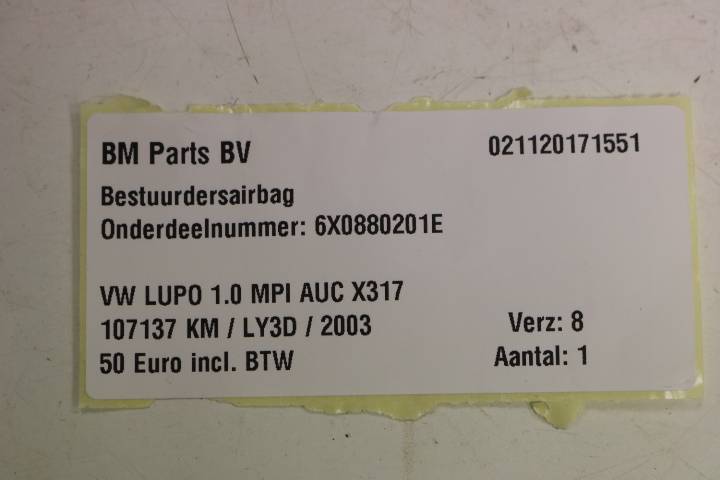 BM Parts BV 021120171551
Bestuurdersairbag
Onderdeelnummer: 6X0880201E
VW LUPO 1.0 MPI AUC X317
107137 KM / LY3D / 2003 Verz: 8
50 Euro incl. BTW Aantal: 1